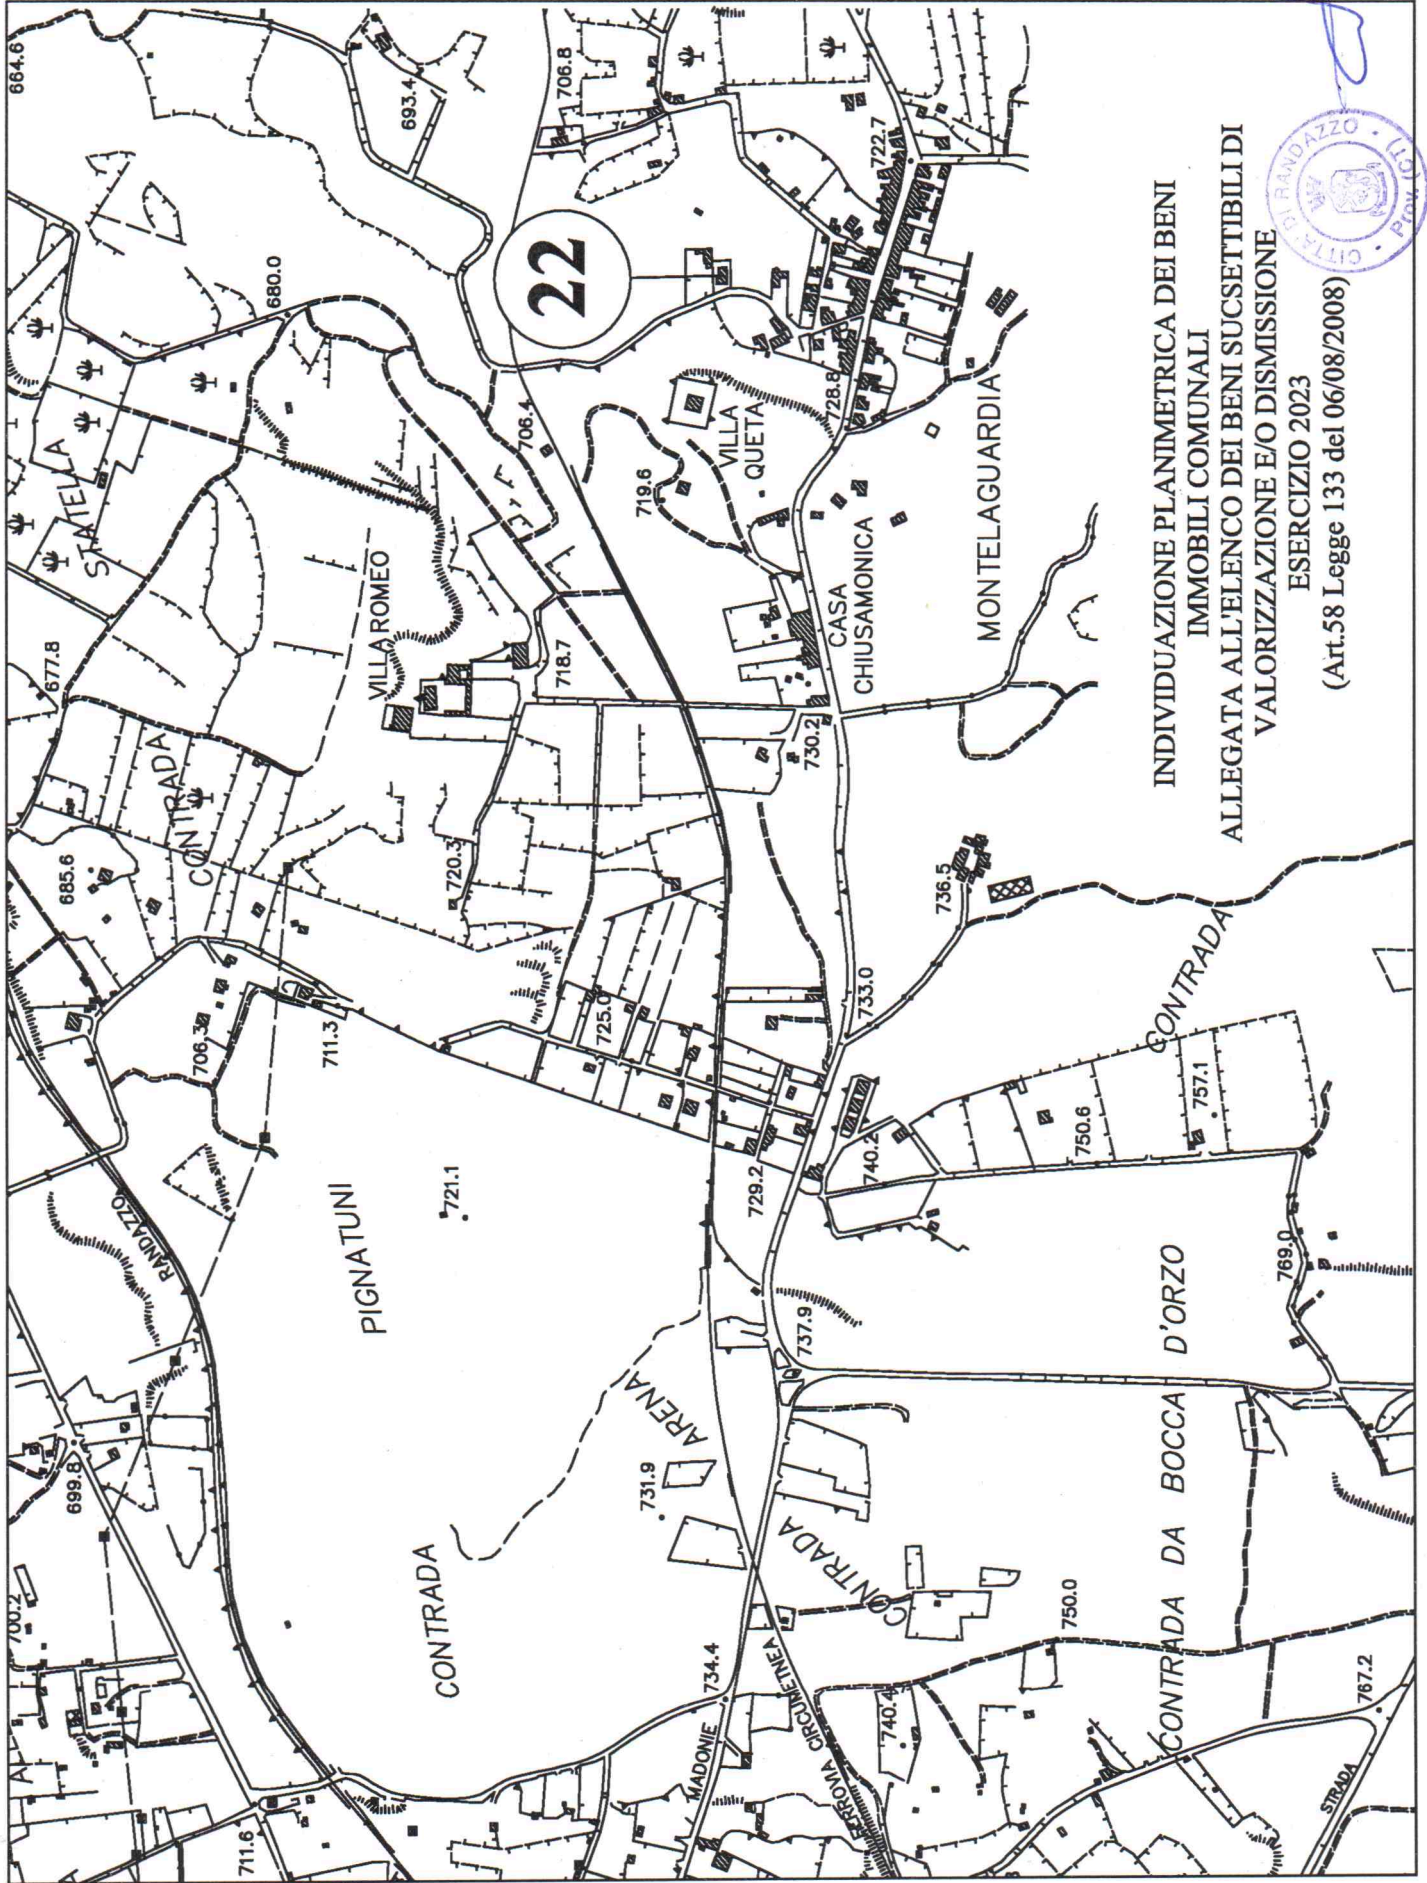 664.6
693.4
706.8
CONTRADA STATELLA
677.8
680.0
685.6
22
722.7
706.4
719.6
VILLA
QUETA
728.8
VILLA ROMEO
718.7
720.3
CASA
CHIUSAMONICA
730.2
MONTELAGUARDIA
706.3
711.3
725.0
736.5
733.0
CONTRADA
RANDAZZO
CONTRADA PIGNATUNI
721.1
729.2
740.2
750.6
757.1
699.8
700.2
731.9
CONTRADA ARENA
737.9
769.0
CONTRADA DA BOCCA D'ORZO
750.0
711.6
734.4
MADONIE
FERROVIA CIRCUMETNEA
740.4
767.2
STRADA
A
INDIVIDUAZIONE PLANIMETRICA DEI BENI
IMMOBILI COMUNALI
ALLEGATA ALL'ELENCO DEI BENI SUCSETTIBILI DI
VALORIZZAZIONE E/O DISMISSIONE
ESERCIZIO 2023
(Art.58 Legge 133 del 06/08/2008)
CITTA' DI RANDAZZO
Prov. (CT)